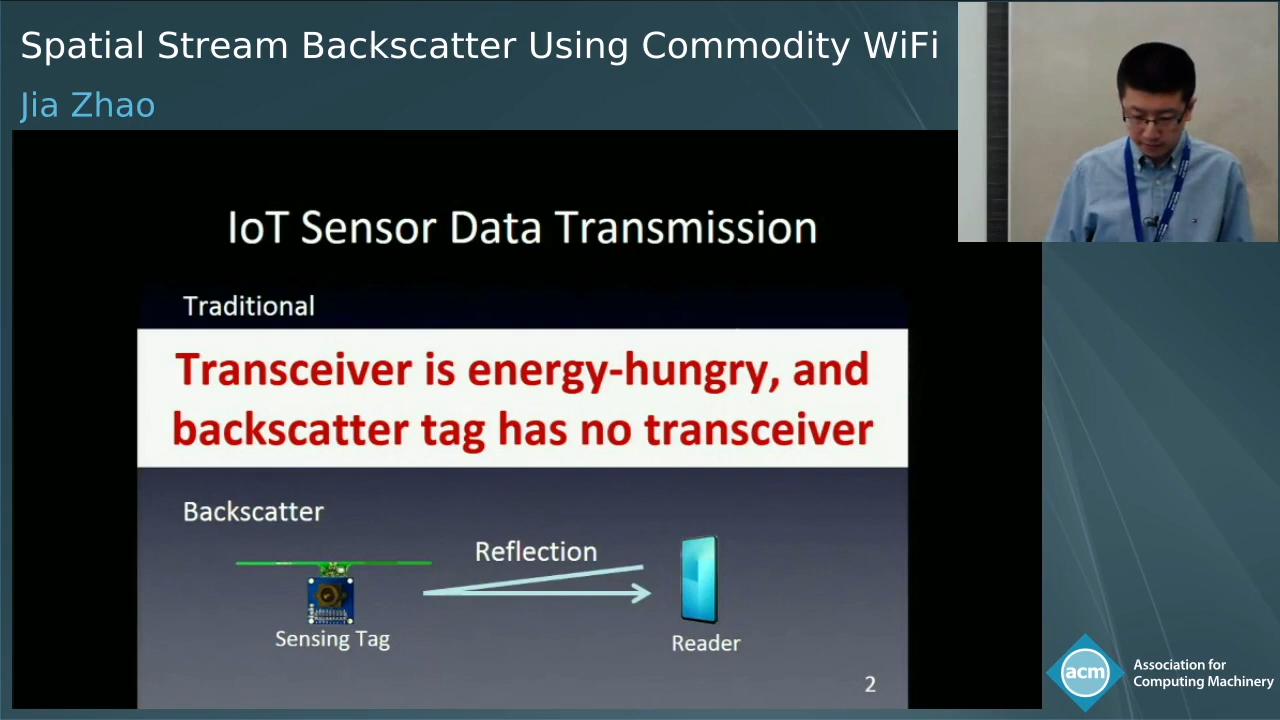 Spatial Stream Backscatter Using Commodity WiFi
Jia Zhao
IoT Sensor Data Transmission
Traditional
Transceiver is energy-hungry, and
backscatter tag has no transceiver
Backscatter
Reflection
Sensing Tag
Reader
2
acm
Association for
Computing Machinery